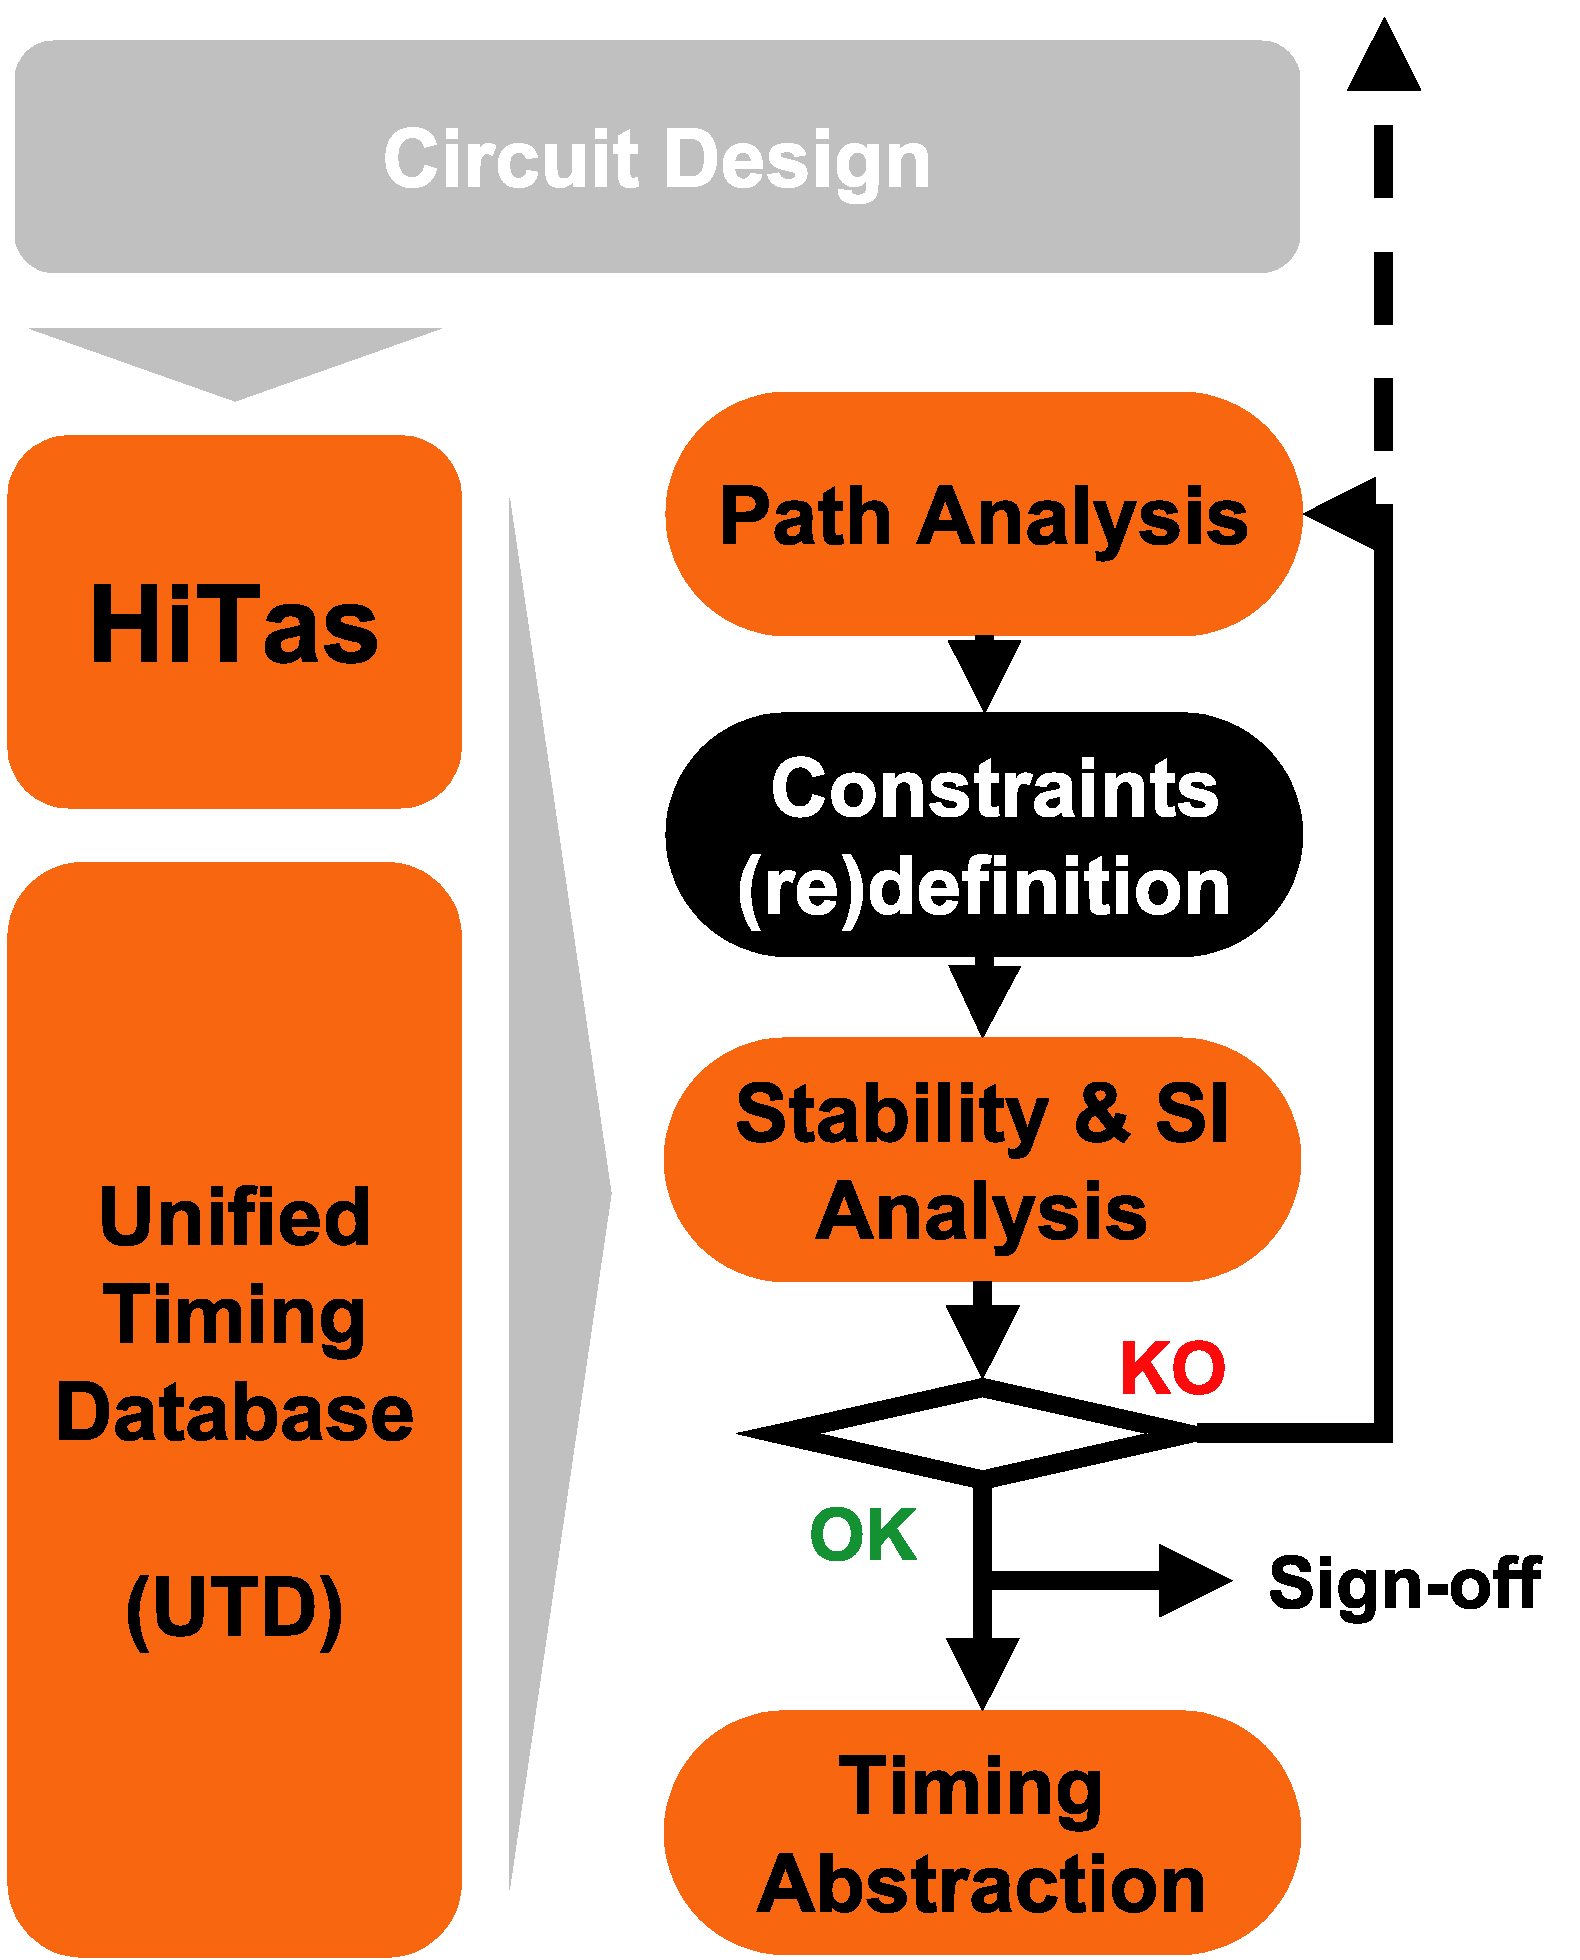 Circuit Design
HiTas
Unified
Timing
Database
(UTD)
Path Analysis
Constraints
(re)definition
Stability & SI
Analysis
KO
OK
Sign-off
Timing
Abstraction